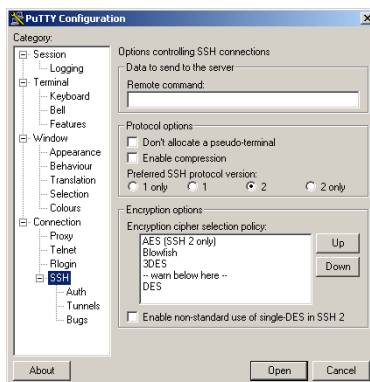 PuTTY Configuration
Category:
Session
Logging
Terminal
Keyboard
Bell
Features
Window
Appearance
Behaviour
Translation
Selection
Colours
Connection
Proxy
Telnet
Rlogin
SSH
Auth
Tunnels
Bugs
Options controlling SSH connections
Data to send to the server
Remote command:
Protocol options
Don't allocate a pseudo-terminal
Enable compression
Preferred SSH protocol version:
1 only 1 2 2 only
Encryption options
Encryption cipher selection policy:
AES (SSH 2 only)
Blowfish
3DES
-- warn below here --
DES
Up
Down
Enable non-standard use of single-DES in SSH 2
About Open Cancel